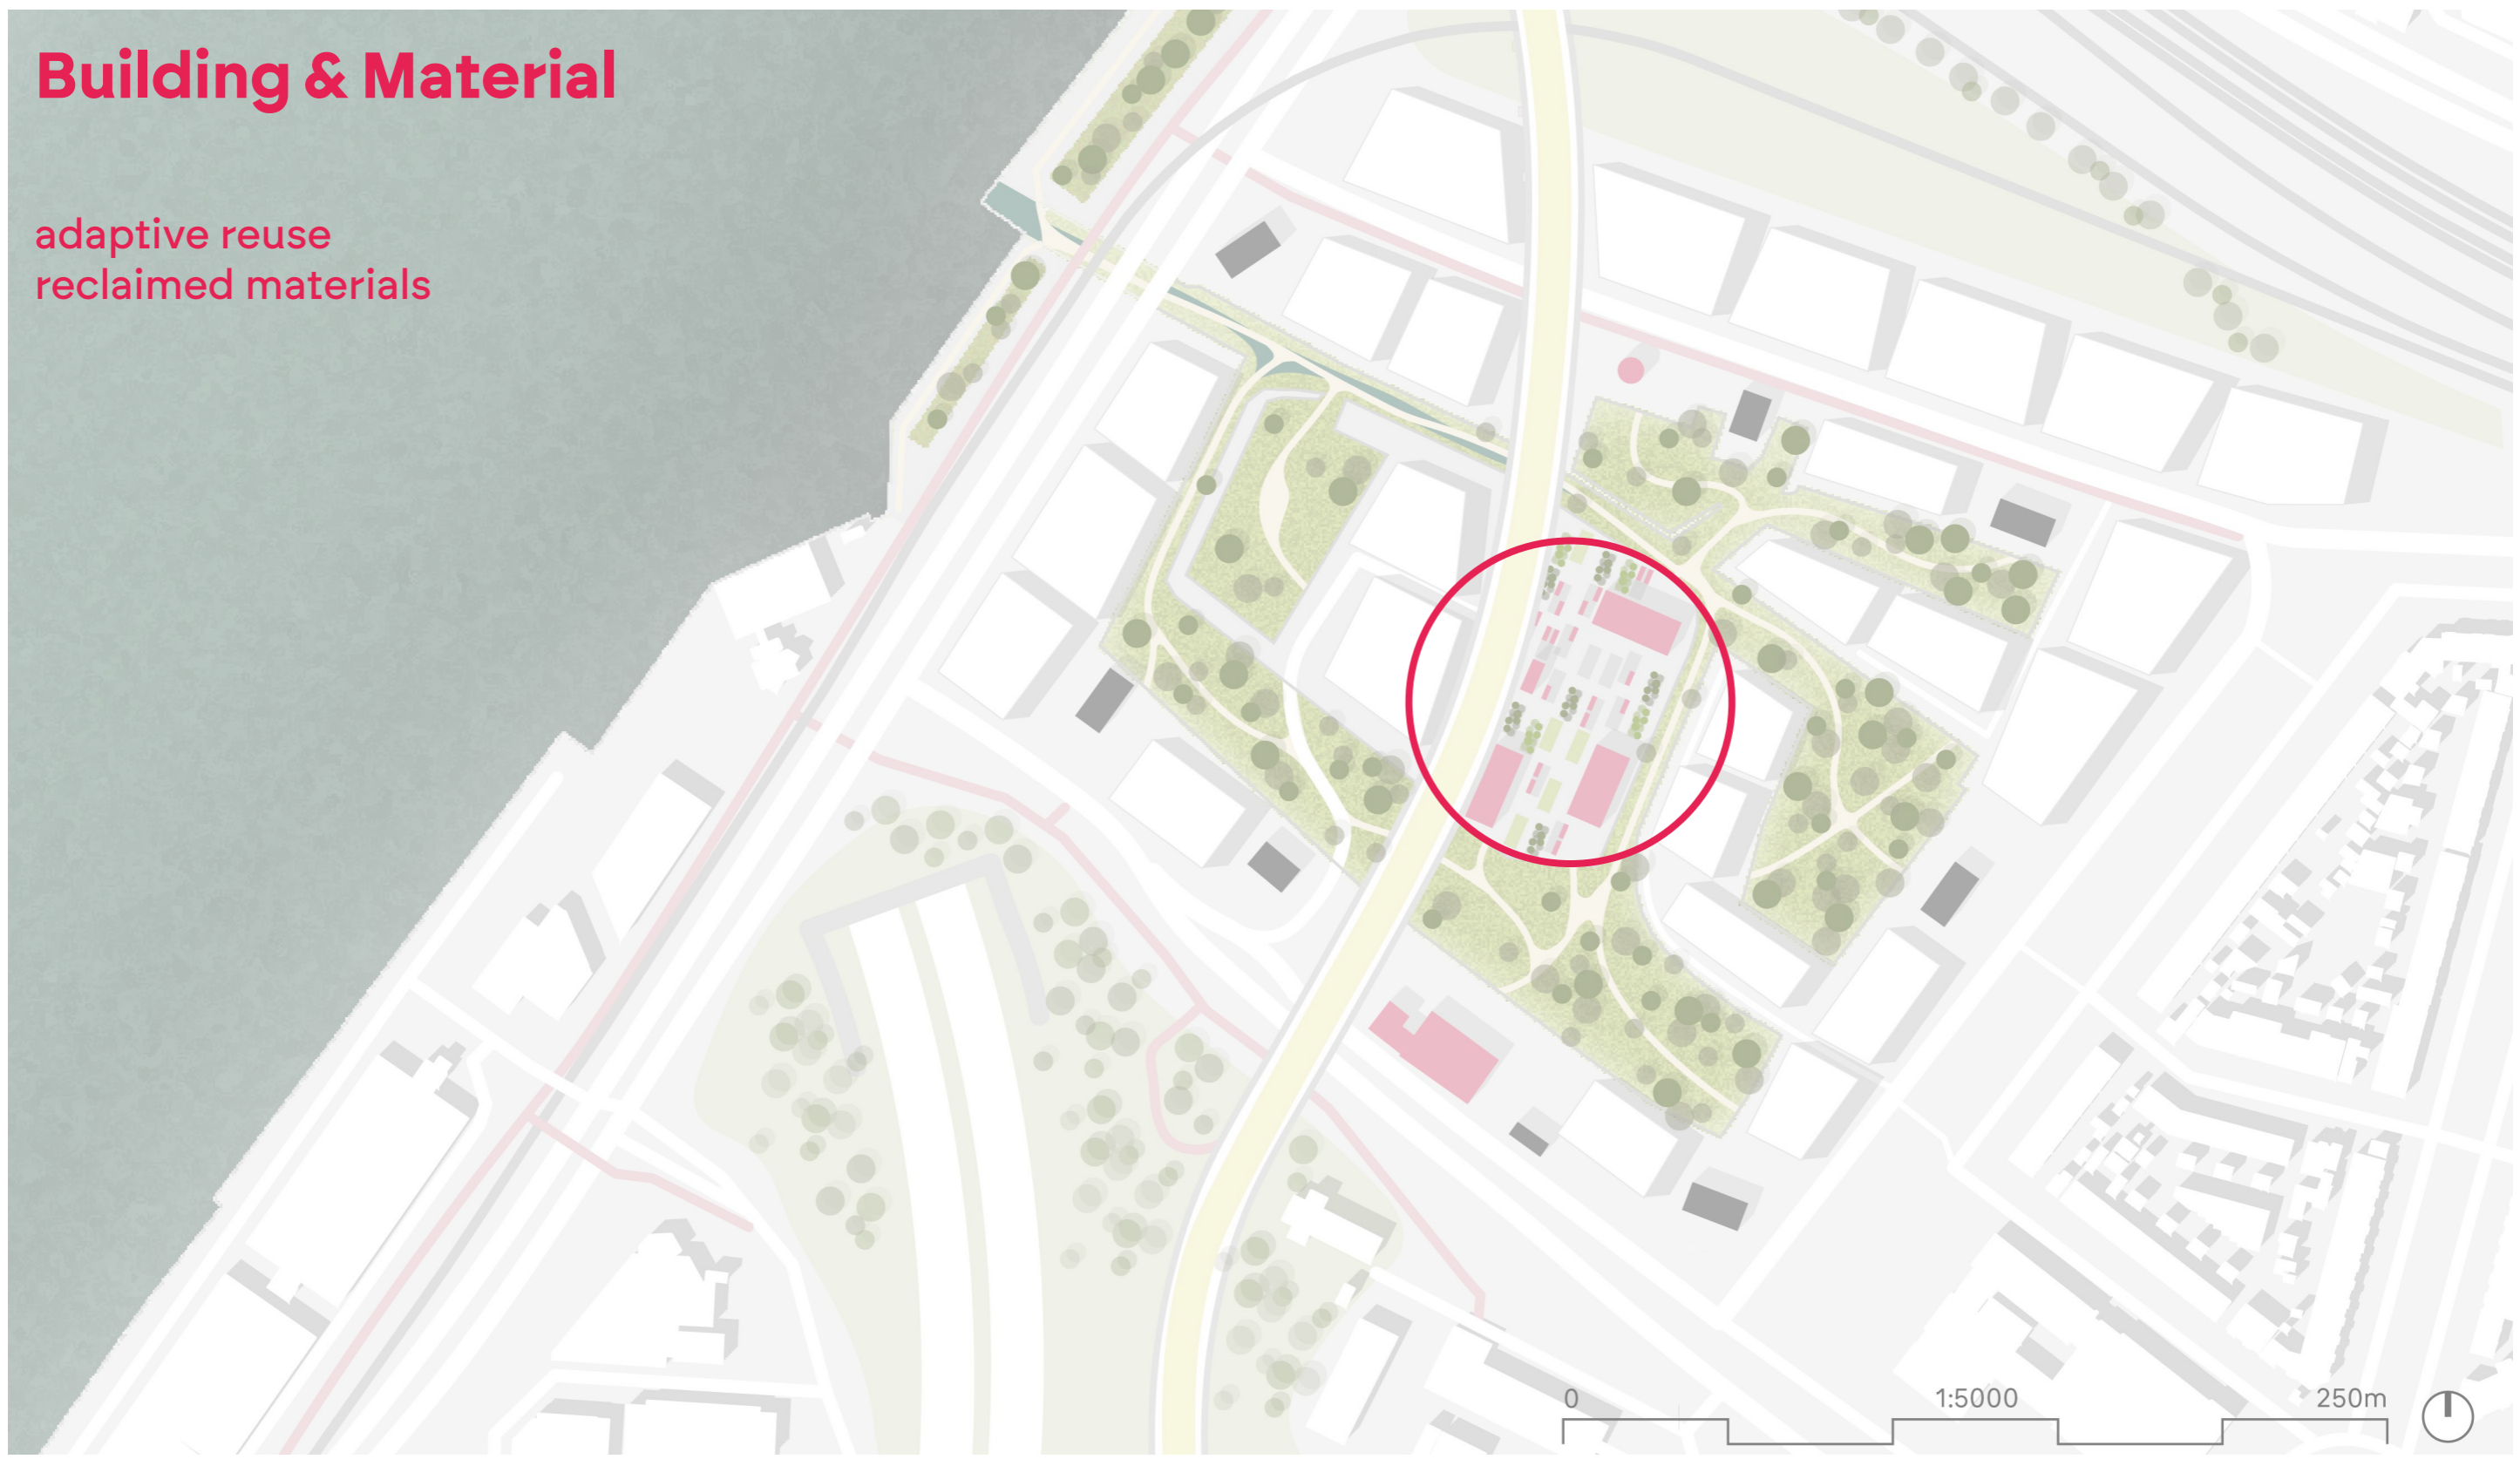 Building & Material
adaptive reuse
reclaimed materials
0 1:5000 250m